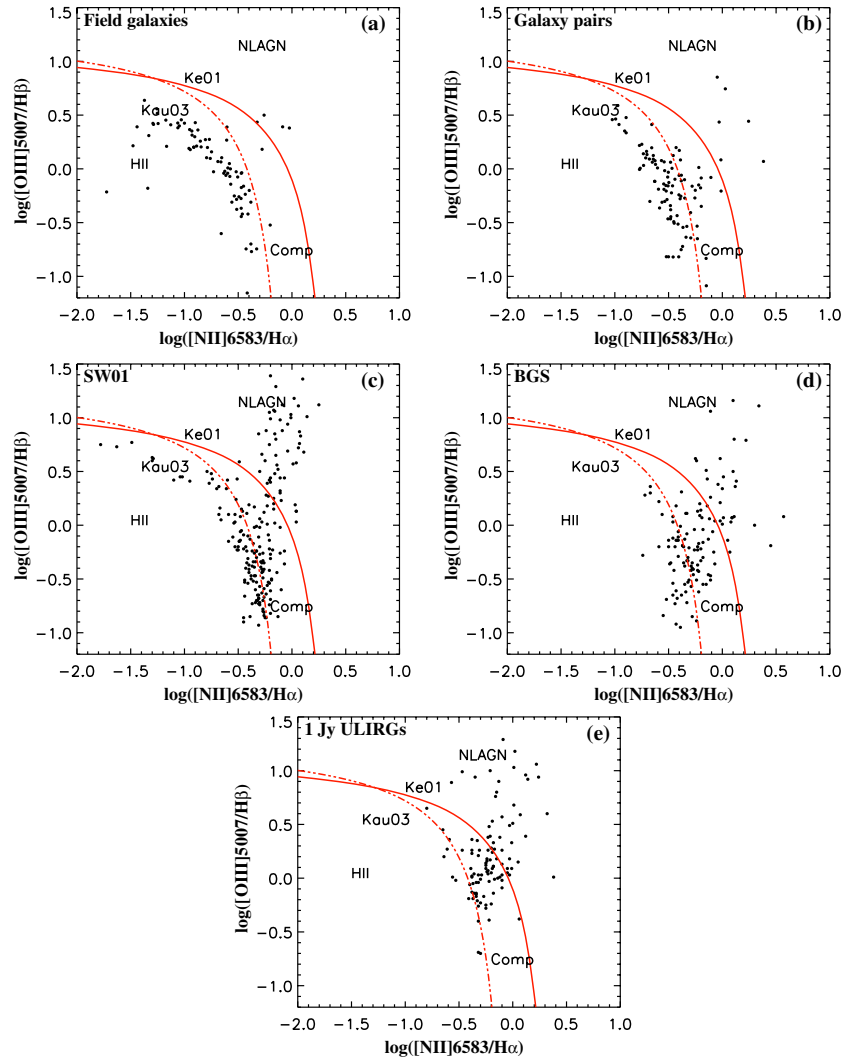 Field galaxies
(a)
NLAGN
Ke01
Kau03
HII
Comp
1.5
1.0
0.5
0.0
−0.5
−1.0
log([OIII]5007/Hβ)
−2.0 −1.5 −1.0 −0.5 0.0 0.5 1.0
log([NII]6583/Hα)
Galaxy pairs
(b)
NLAGN
Ke01
Kau03
HII
Comp
1.5
1.0
0.5
0.0
−0.5
−1.0
log([OIII]5007/Hβ)
−2.0 −1.5 −1.0 −0.5 0.0 0.5 1.0
log([NII]6583/Hα)
SW01
(c)
NLAGN
Ke01
Kau03
HII
Comp
1.5
1.0
0.5
0.0
−0.5
−1.0
log([OIII]5007/Hβ)
−2.0 −1.5 −1.0 −0.5 0.0 0.5 1.0
log([NII]6583/Hα)
BGS
(d)
NLAGN
Ke01
Kau03
HII
Comp
1.5
1.0
0.5
0.0
−0.5
−1.0
log([OIII]5007/Hβ)
−2.0 −1.5 −1.0 −0.5 0.0 0.5 1.0
log([NII]6583/Hα)
1 Jy ULIRGs
(e)
NLAGN
Ke01
Kau03
HII
Comp
1.5
1.0
0.5
0.0
−0.5
−1.0
log([OIII]5007/Hβ)
−2.0 −1.5 −1.0 −0.5 0.0 0.5 1.0
log([NII]6583/Hα)